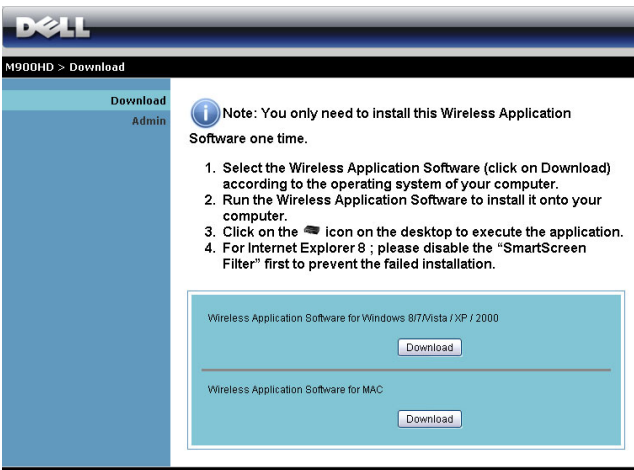 DELL
M900HD > Download
Download
Admin
Note: You only need to install this Wireless Application
Software one time.
1. Select the Wireless Application Software (click on Download)
according to the operating system of your computer.
2. Run the Wireless Application Software to install it onto your
computer.
3. Click on the icon on the desktop to execute the application.
4. For Internet Explorer 8 ; please disable the “SmartScreen
Filter” first to prevent the failed installation.
Wireless Application Software for Windows 8/7/Vista / XP / 2000
Download
Wireless Application Software for MAC
Download